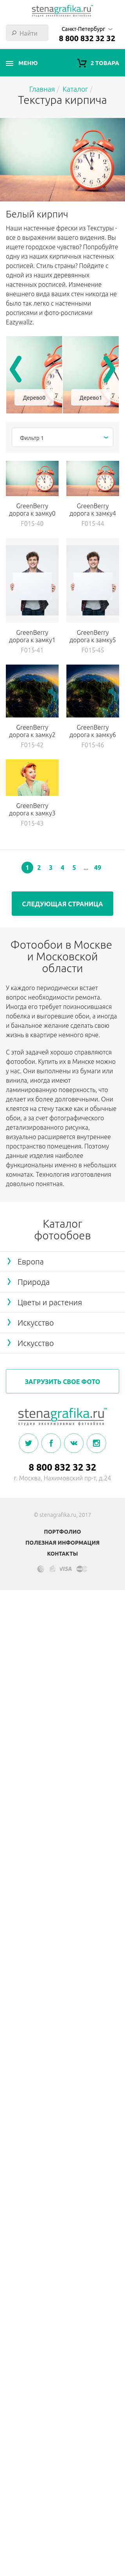 stenagrafika.ru
студия бесшовных фотообоев
Найти
Санкт-Петербург
8 800 832 32 32
МЕНЮ
2 ТОВАРА
Главная / Каталог /
Текстура кирпича
Белый кирпич
Наши настенные фрески из Текстуры -
все о выражении вашего видения. Вы
городское чувство? Попробуйте
одну из наших кирпичных настенных
росписей. Стиль страны? Пойдите с
одной из наших деревянных
настенных росписей. Изменение
внешнего вида ваших стен никогда не
было так легко с настенными
росписями и фото-росписями
Eazywallz.
Дерево0
Дерево1
Фильтр 1
GreenBerry
дорога к замку0
F015-40
GreenBerry
дорога к замку4
F015-44
GreenBerry
дорога к замку1
F015-41
GreenBerry
дорога к замку5
F015-45
GreenBerry
дорога к замку2
F015-42
GreenBerry
дорога к замку6
F015-46
GreenBerry
дорога к замку3
F015-43
1 2 3 4 5 ... 49
СЛЕДУЮЩАЯ СТРАНИЦА
Фотообои в Москве
и Московской
области
У каждого периодически встает
вопрос о необходимости ремонта.
Иногда его требует полинявшая от
побелка и выгоревшие обои, а иногда
и банальное желание сделать свою
жизнь в квартире немного ярче.
С этой задачей хорошо справляются
фотообои. Купить их в Минске можно
у нас онлайн. Они выполнены из бумаги
или винила, иногда имеют
ламинированную поверхность, что
делает их более долговечными. Они
клеятся на стену также как и обычные
обои, а за счет фотографического
рисунка, оригинального репортуара,
визуально расширенное внутреннее
пространство помещения. Поэтому
данные изделия наиболее
функциональны именно в небольших
комнатах. Технология изготовления
довольно понятная.
Каталог
фотообоев
Европа
Природа
Цветы и растения
Искусство
Искусство
ЗАГРУЗИТЬ СВОЕ ФОТО
stenagrafika.ru
студия бесшовных фотообоев
8 800 832 32 32
г. Москва, Нахимовский пр-т, д.24
© stenagrafika.ru, 2017
ПОРТФОЛИО
ПОЛЕЗНАЯ ИНФОРМАЦИЯ
КОНТАКТЫ
VISA